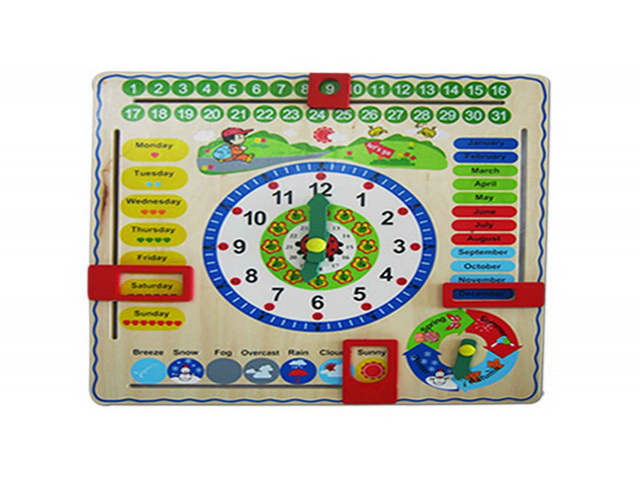 1 2 3 4 5 6 7 8 9 10 11 12 13 14 15 16
17 18 19 20 21 22 23 24 25 26 27 28 29 30 31
Monday
Tuesday
Wednesday
Thursday
Friday
Saturday
Sunday
Let's go
12 1 2 3 4 5 6 7 8 9 10 11
January
February
March
April
May
June
July
August
September
October
November
December
Spring
Summer
Breeze Snow Fog Overcast Rain Sunny